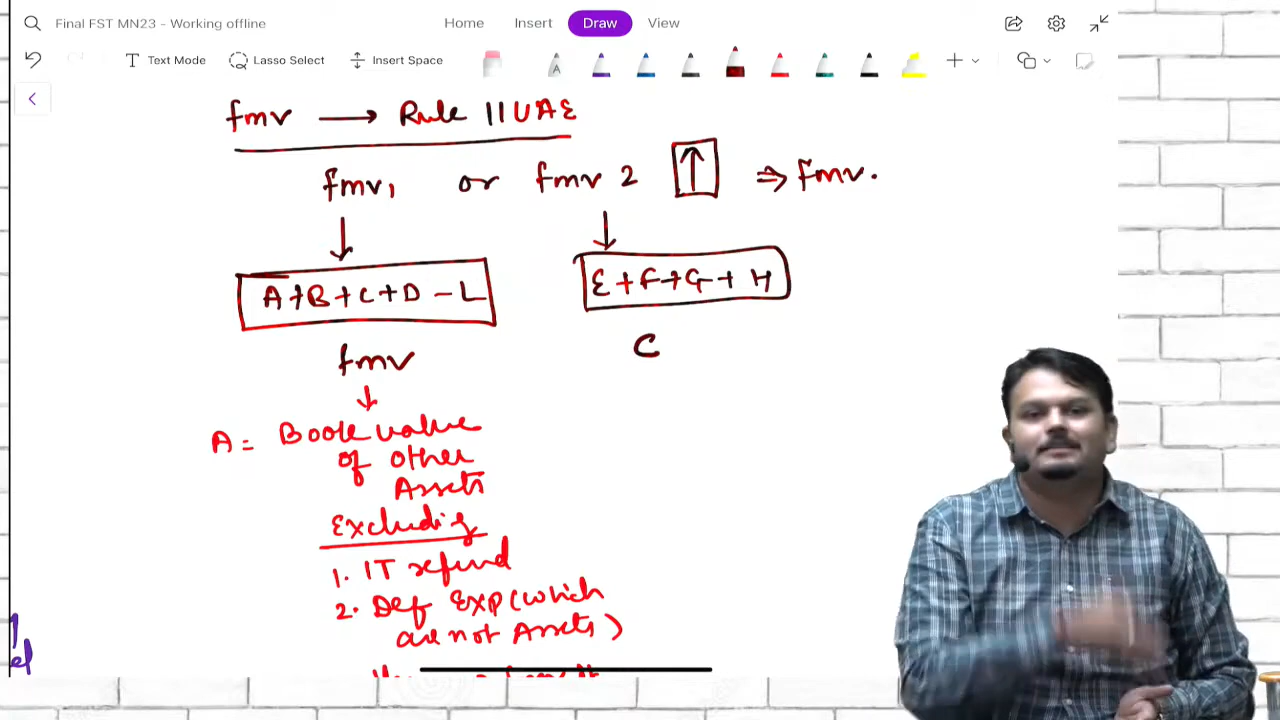 Final FST MN23 - Working offline
Home Insert Draw View
Text Mode Lasso Select Insert Space
fmv → Rule 11UAE
fmv1 or fmv 2 ↑ ⇒ fmv.
A+B+C+D-L E+F+G+H
fmv C
A = Book value
of other
Assets
Excluding
1. IT refund
2. Def Exp (which
are not Assets)